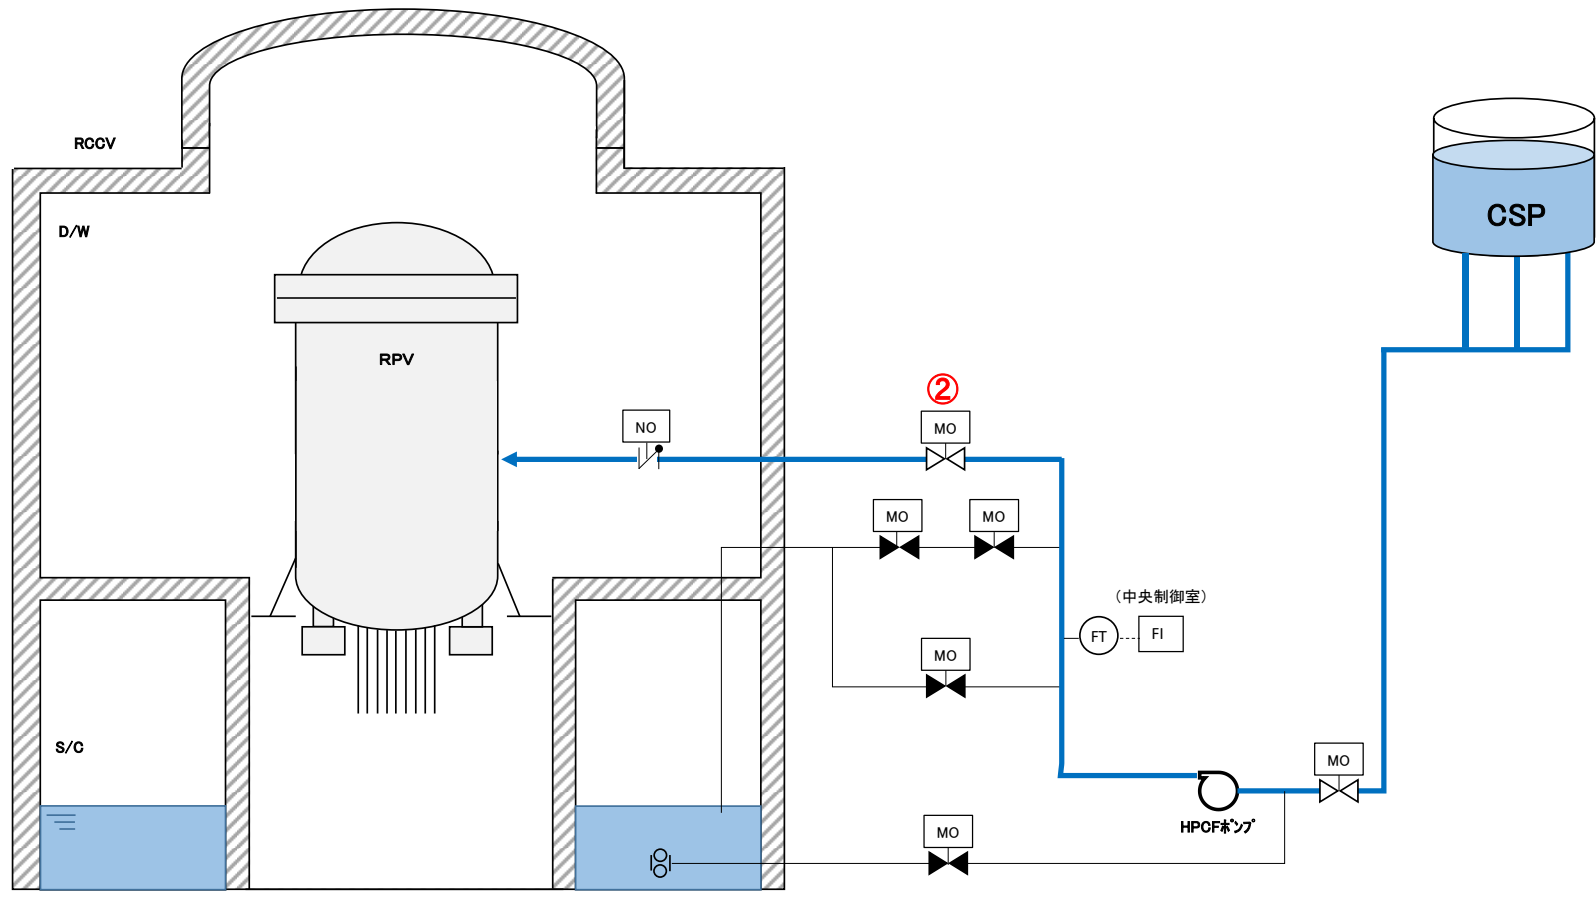 RCCV
CSP
D/W
RPV
②
NO
MO
MO
MO
(中央制御室)
FT
FI
MO
S/C
MO
HPCFポンプ
MO